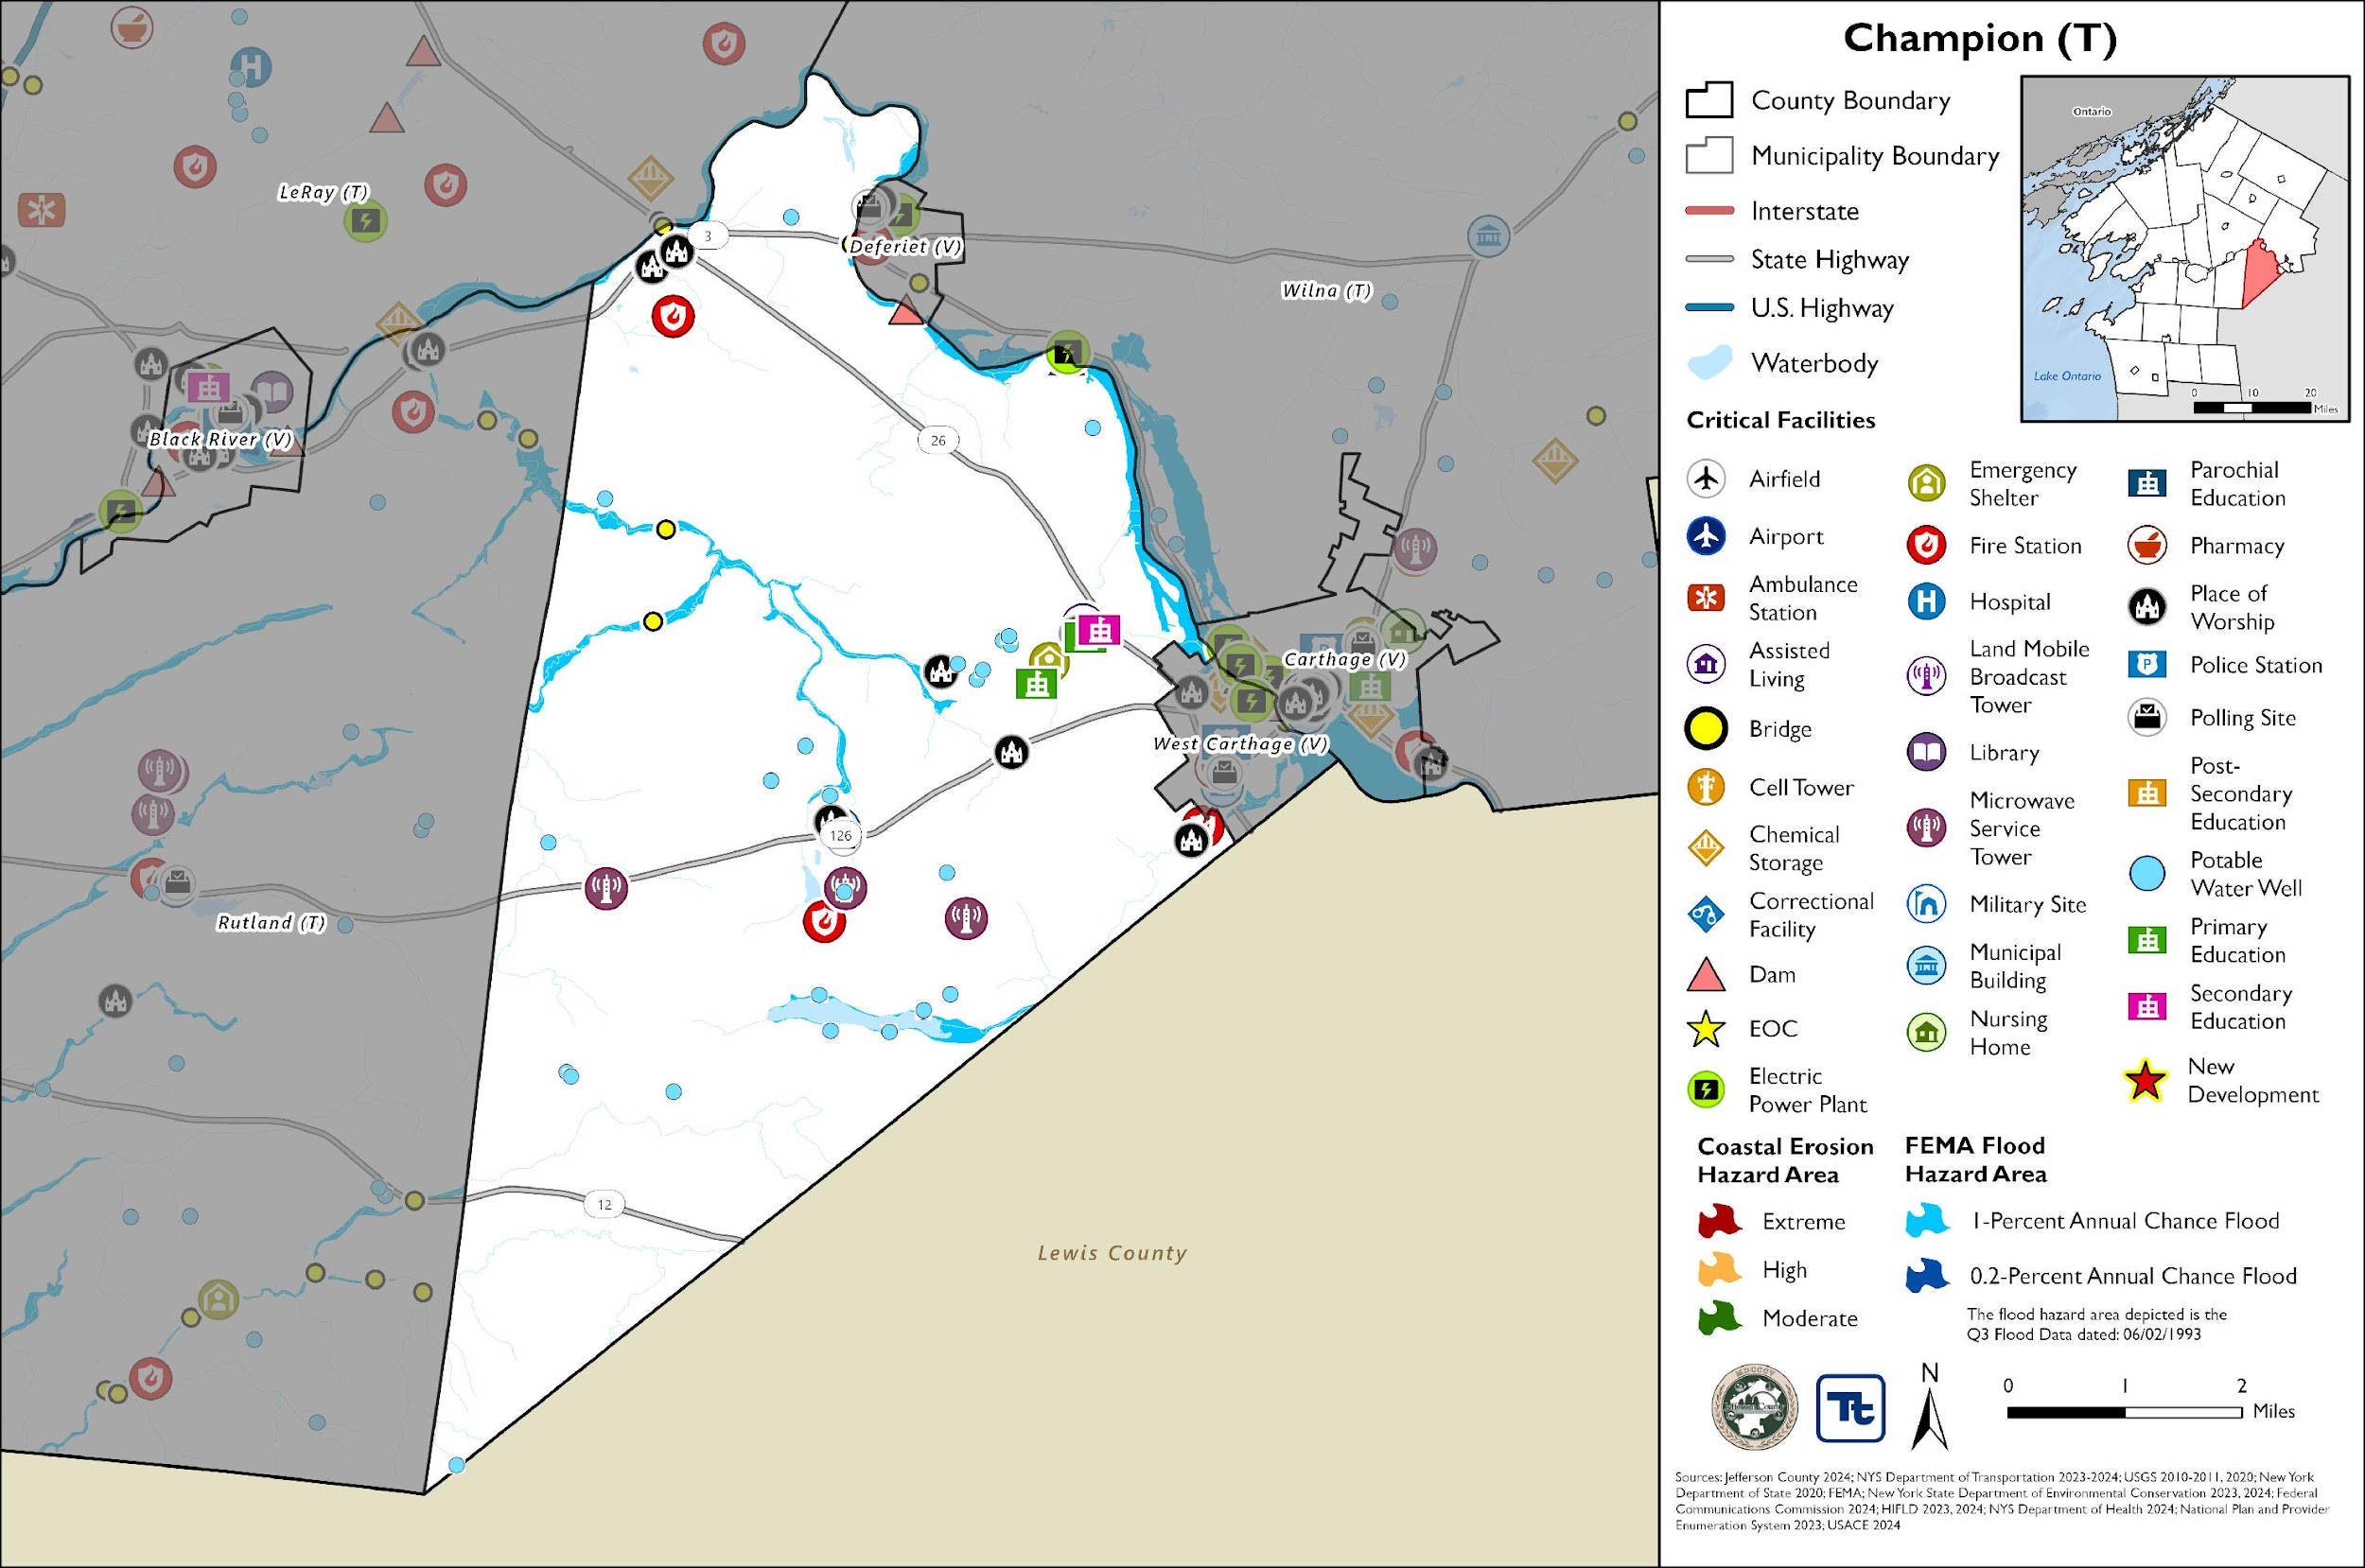 Champion (T)
County Boundary
Municipality Boundary
Interstate
State Highway
U.S. Highway
Waterbody
Ontario
Lake Ontario
0 10 20
Miles
Critical Facilities
Airfield
Airport
Ambulance
Station
Assisted
Living
Bridge
Cell Tower
Chemical
Storage
Correctional
Facility
Dam
EOC
Electric
Power Plant
Emergency
Shelter
Fire Station
Hospital
Land Mobile
Broadcast
Tower
Library
Microwave
Service
Tower
Military Site
Municipal
Building
Nursing
Home
Parochial
Education
Pharmacy
Place of
Worship
Police Station
Polling Site
Post-
Secondary
Education
Potable
Water Well
Primary
Education
Secondary
Education
New
Development
Coastal Erosion
Hazard Area
Extreme
High
Moderate
FEMA Flood
Hazard Area
1-Percent Annual Chance Flood
0.2-Percent Annual Chance Flood
The flood hazard area depicted is the
Q3 Flood Data dated: 06/02/1993
Tt
N
0 1 2
Miles
Sources: Jefferson County 2024; NYS Department of Transportation 2023-2024; USGS 2010-2011, 2020; New York
Department of State 2020; FEMA; New York State Department of Environmental Conservation 2023, 2024; Federal
Communications Commission 2024; HIFLD 2023, 2024; NYS Department of Health 2024; National Plan and Provider
Enumeration System 2023; USACE 2024
LeRay (T)
3
Deferiet (V)
Wilna (T)
Black River (V)
26
Carthage (V)
West Carthage (V)
126
Rutland (T)
12
Lewis County